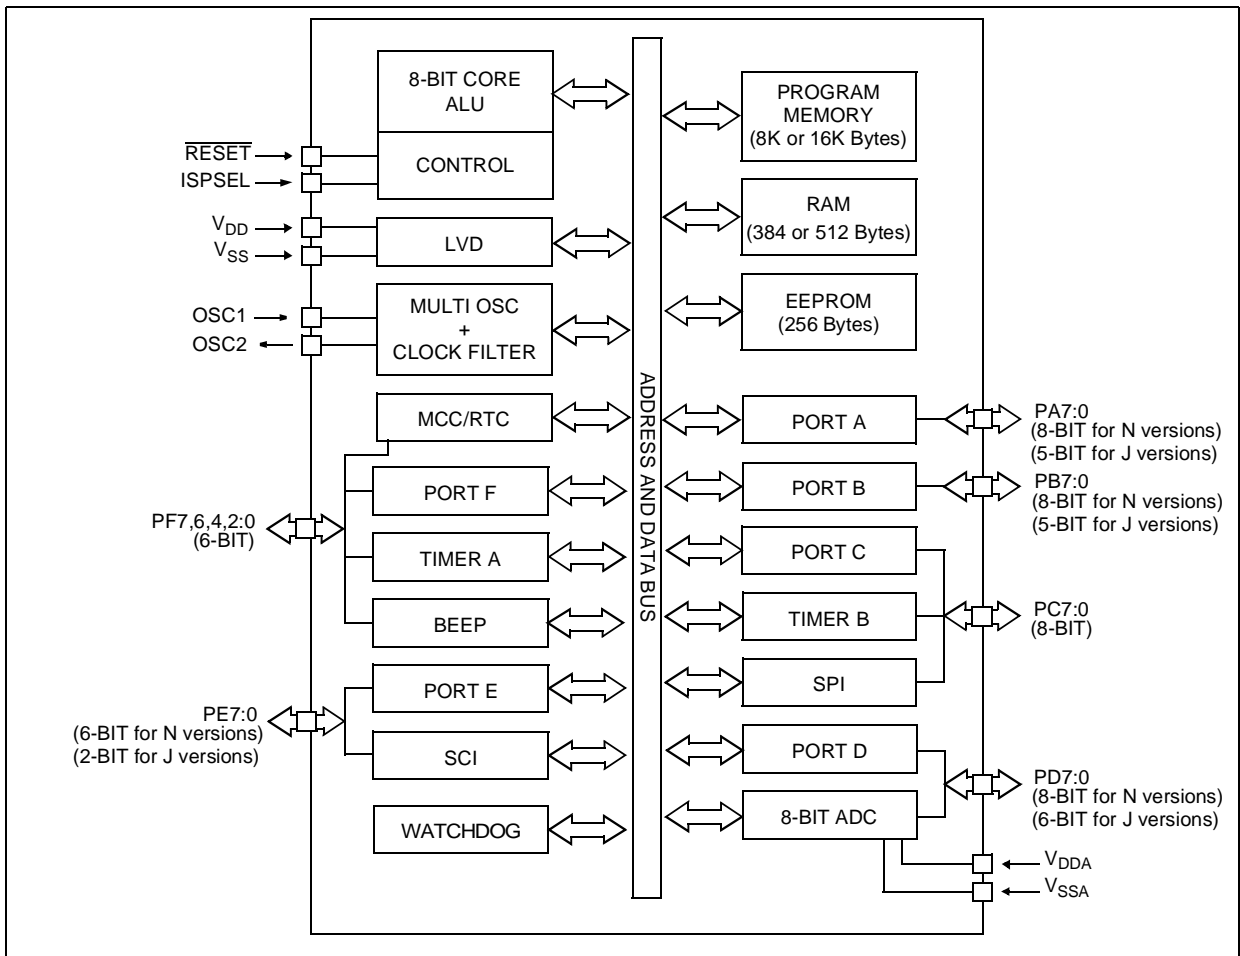 8-BIT CORE
ALU
CONTROL
RESET
ISPSEL
VDD
VSS
LVD
OSC1
OSC2
MULTI OSC
+
CLOCK FILTER
MCC/RTC
PORT F
PF7,6,4,2:0
(6-BIT)
TIMER A
BEEP
PORT E
PE7:0
(6-BIT for N versions)
(2-BIT for J versions)
SCI
WATCHDOG
ADDRESS AND DATA BUS
PROGRAM
MEMORY
(8K or 16K Bytes)
RAM
(384 or 512 Bytes)
EEPROM
(256 Bytes)
PORT A
PA7:0
(8-BIT for N versions)
(5-BIT for J versions)
PORT B
PB7:0
(8-BIT for N versions)
(5-BIT for J versions)
PORT C
TIMER B
PC7:0
(8-BIT)
SPI
PORT D
PD7:0
(8-BIT for N versions)
(6-BIT for J versions)
8-BIT ADC
VDDA
VSSA